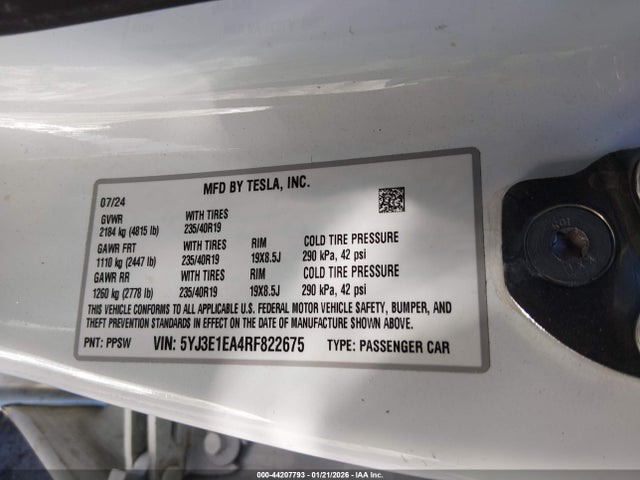 MFD BY TESLA, INC.
07/24
GVWR WITH TIRES
2184 kg (4815 lb) 235/40R19
GAWR FRT WITH TIRES RIM COLD TIRE PRESSURE
1110 kg (2447 lb) 235/40R19 19X8.5J 290 kPa, 42 psi
GAWR RR WITH TIRES RIM COLD TIRE PRESSURE
1260 kg (2778 lb) 235/40R19 19X8.5J 290 kPa, 42 psi
THIS VEHICLE CONFORMS TO ALL APPLICABLE U.S. FEDERAL MOTOR VEHICLE SAFETY, BUMPER, AND
THEFT PREVENTION STANDARDS IN EFFECT ON THE DATE OF MANUFACTURE SHOWN ABOVE.
PNT: PPSW VIN: 5YJ3E1EA4RF822675 TYPE: PASSENGER CAR
000-44207793 - 01/21/2026 - IAA Inc.